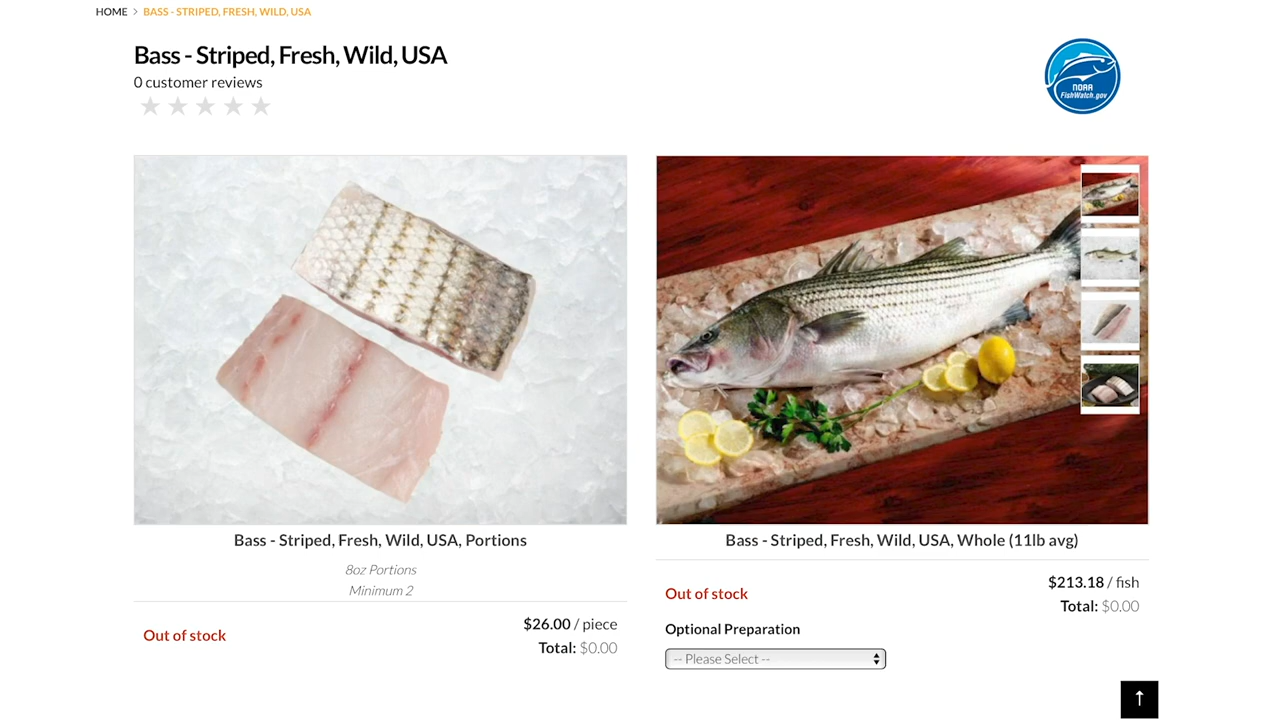 HOME > BASS - STRIPED, FRESH, WILD, USA
Bass - Striped, Fresh, Wild, USA
0 customer reviews
NOAA
FishWatch.gov
Bass - Striped, Fresh, Wild, USA, Portions
8oz Portions
Minimum 2
Out of stock
$26.00 / piece
Total: $0.00
Bass - Striped, Fresh, Wild, USA, Whole (11lb avg)
Out of stock
$213.18 / fish
Total: $0.00
Optional Preparation
-- Please Select --